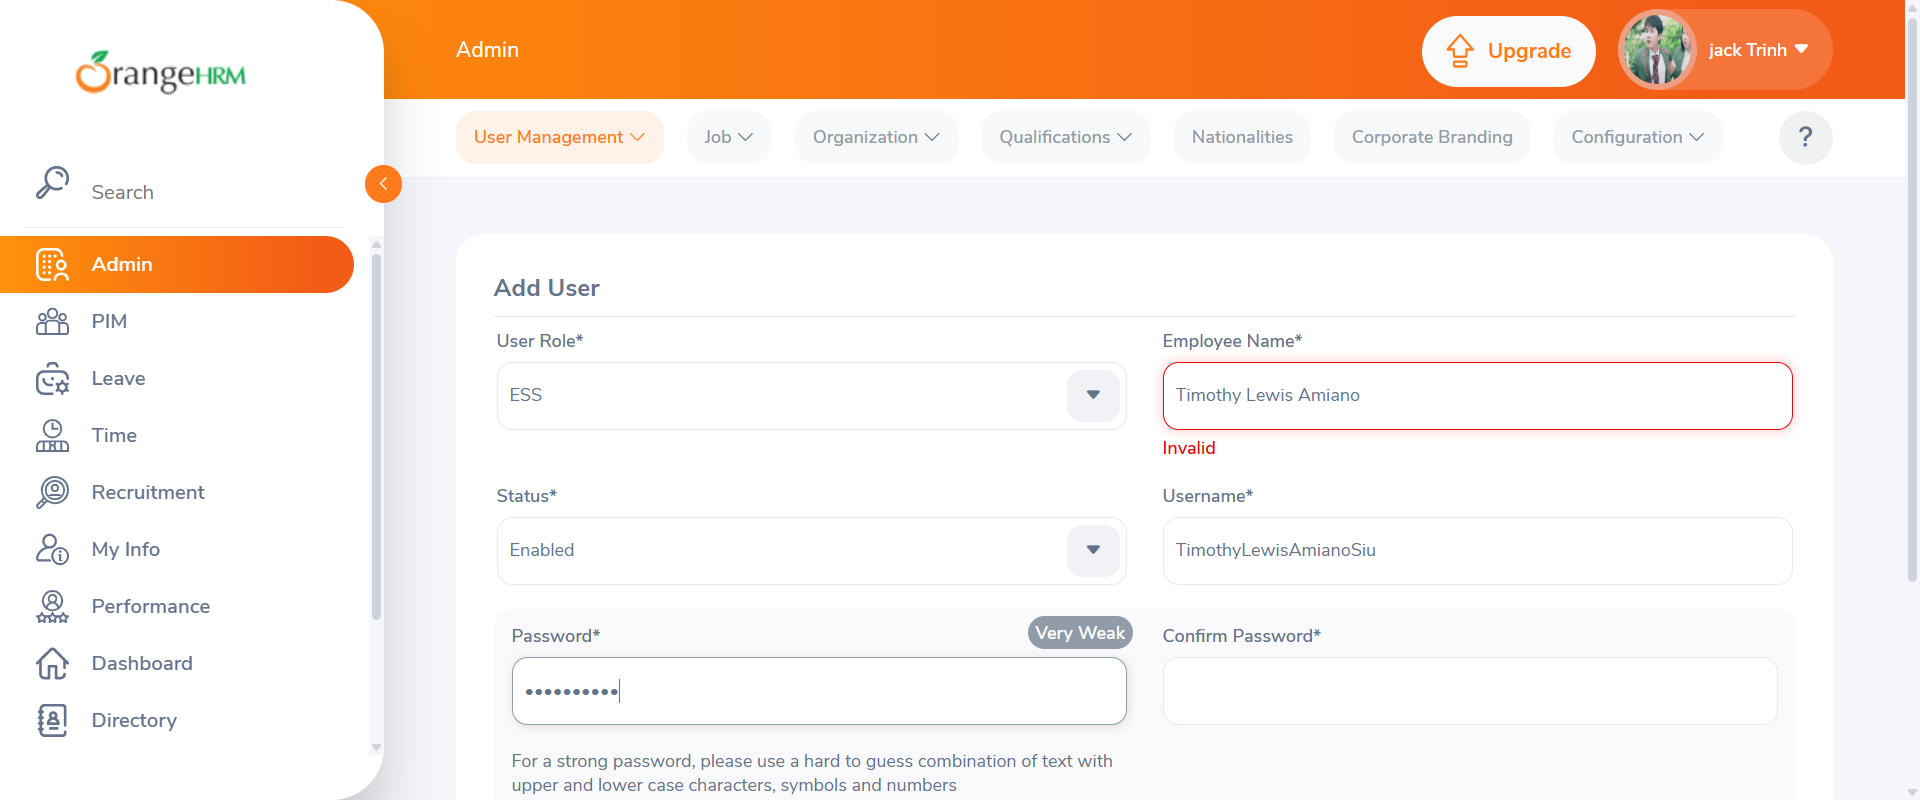 Admin
Upgrade
jack Trinh
OrangeHRM
User Management
Job
Organization
Qualifications
Nationalities
Corporate Branding
Configuration
?
Search
Admin
PIM
Leave
Time
Recruitment
My Info
Performance
Dashboard
Directory
Add User
User Role*
Employee Name*
ESS
Timothy Lewis Amiano
Invalid
Status*
Username*
Enabled
TimothyLewisAmianoSiu
Password*
Very Weak
Confirm Password*
••••••••••
For a strong password, please use a hard to guess combination of text with
upper and lower case characters, symbols and numbers